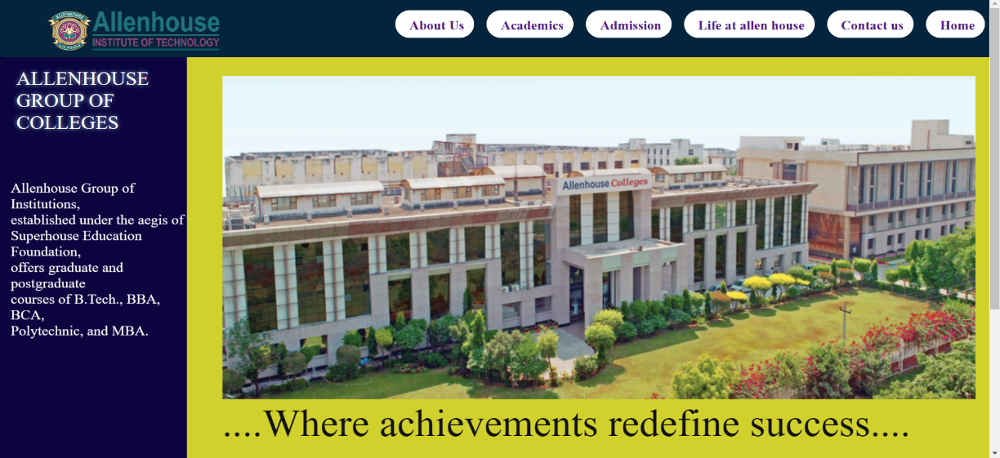 Allenhouse
INSTITUTE OF TECHNOLOGY
About Us
Academics
Admission
Life at allen house
Contact us
Home
ALLENHOUSE
GROUP OF
COLLEGES
Allenhouse Group of
Institutions,
established under the aegis of
Superhouse Education
Foundation,
offers graduate and
postgraduate
courses of B.Tech., BBA,
BCA,
Polytechnic, and MBA.
Allenhouse Colleges
....Where achievements redefine success....